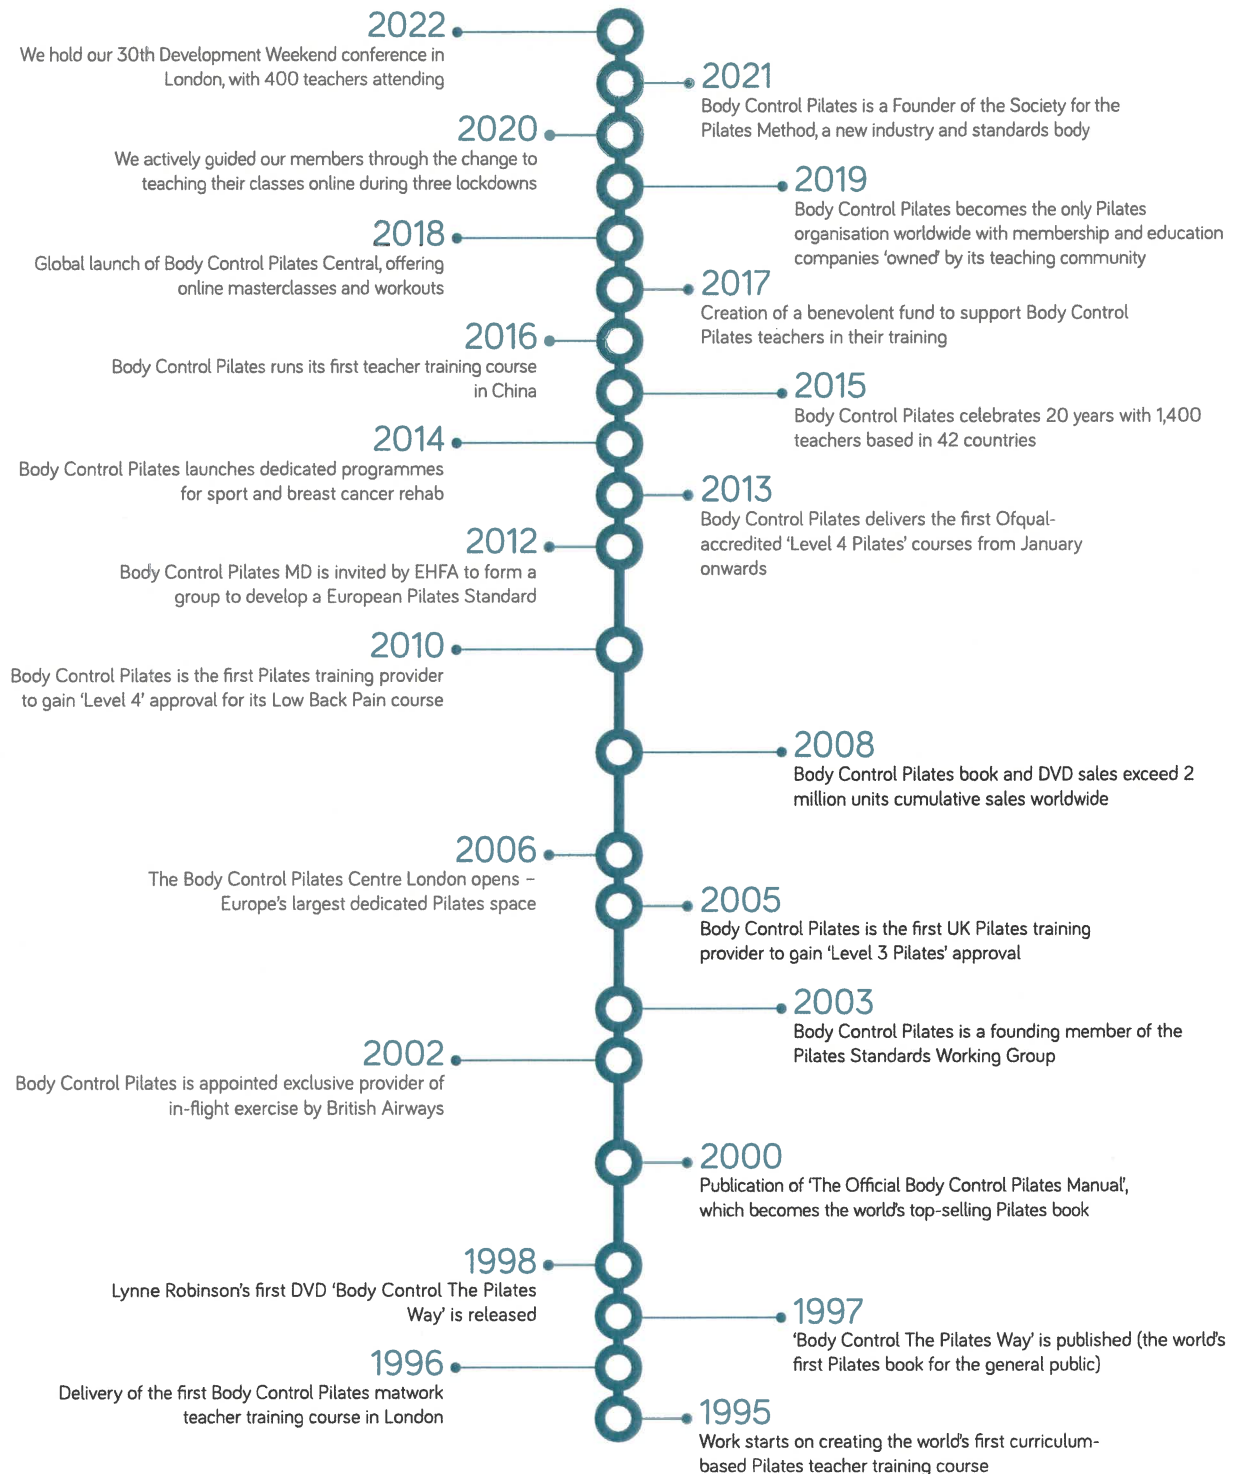 2022
We hold our 30th Development Weekend conference in
London, with 400 teachers attending
2021
Body Control Pilates is a Founder of the Society for the
Pilates Method, a new industry and standards body
2020
We actively guided our members through the change to
teaching their classes online during three lockdowns
2019
Body Control Pilates becomes the only Pilates
organisation worldwide with membership and education
companies ‘owned’ by its teaching community
2018
Global launch of Body Control Pilates Central, offering
online masterclasses and workouts
2017
Creation of a benevolent fund to support Body Control
Pilates teachers in their training
2016
Body Control Pilates runs its first teacher training course
in China
2015
Body Control Pilates celebrates 20 years with 1,400
teachers based in 42 countries
2014
Body Control Pilates launches dedicated programmes
for sport and breast cancer rehab
2013
Body Control Pilates delivers the first Ofqual-
accredited ‘Level 4 Pilates’ courses from January
onwards
2012
Body Control Pilates MD is invited by EHFA to form a
group to develop a European Pilates Standard
2010
Body Control Pilates is the first Pilates training provider
to gain ‘Level 4’ approval for its Low Back Pain course
2008
Body Control Pilates book and DVD sales exceed 2
million units cumulative sales worldwide
2006
The Body Control Pilates Centre London opens –
Europe’s largest dedicated Pilates space
2005
Body Control Pilates is the first UK Pilates training
provider to gain ‘Level 3 Pilates’ approval
2003
Body Control Pilates is a founding member of the
Pilates Standards Working Group
2002
Body Control Pilates is appointed exclusive provider of
in-flight exercise by British Airways
2000
Publication of ‘The Official Body Control Pilates Manual’,
which becomes the world’s top-selling Pilates book
1998
Lynne Robinson’s first DVD ‘Body Control The Pilates
Way’ is released
1997
‘Body Control The Pilates Way’ is published (the world’s
first Pilates book for the general public)
1996
Delivery of the first Body Control Pilates matwork
teacher training course in London
1995
Work starts on creating the world’s first curriculum-
based Pilates teacher training course